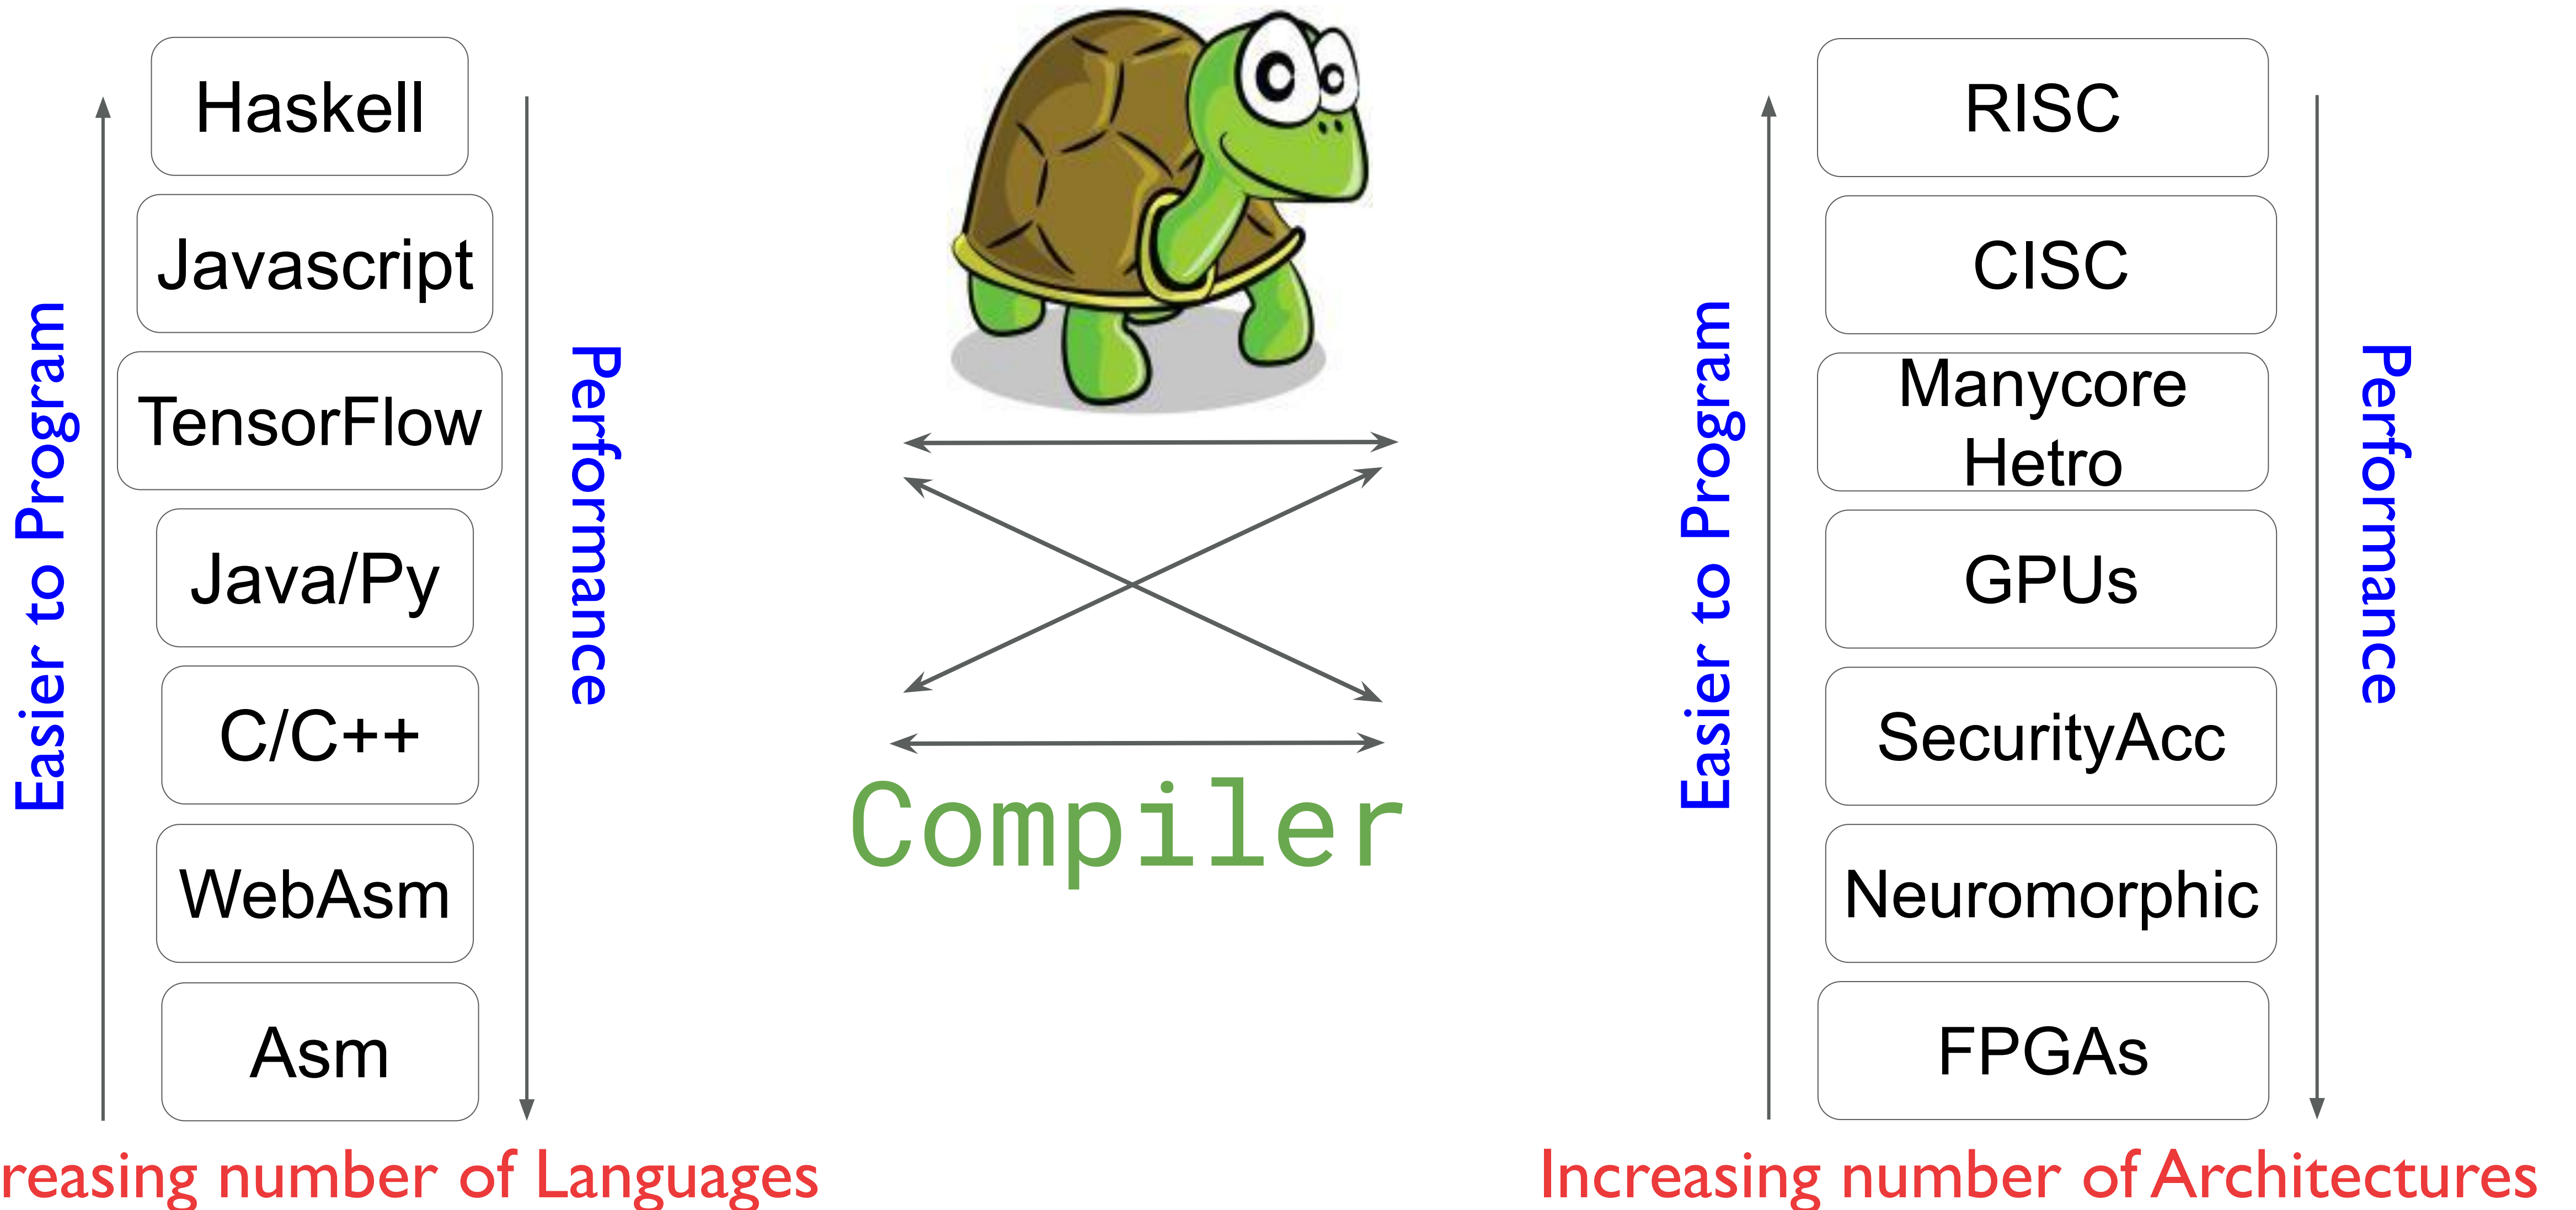 Easier to Program
Haskell
Javascript
TensorFlow
Java/Py
C/C++
WebAsm
Asm
Performance
reasing number of Languages
Compiler
Easier to Program
RISC
CISC
Manycore
Hetro
GPUs
SecurityAcc
Neuromorphic
FPGAs
Performance
Increasing number of Architectures